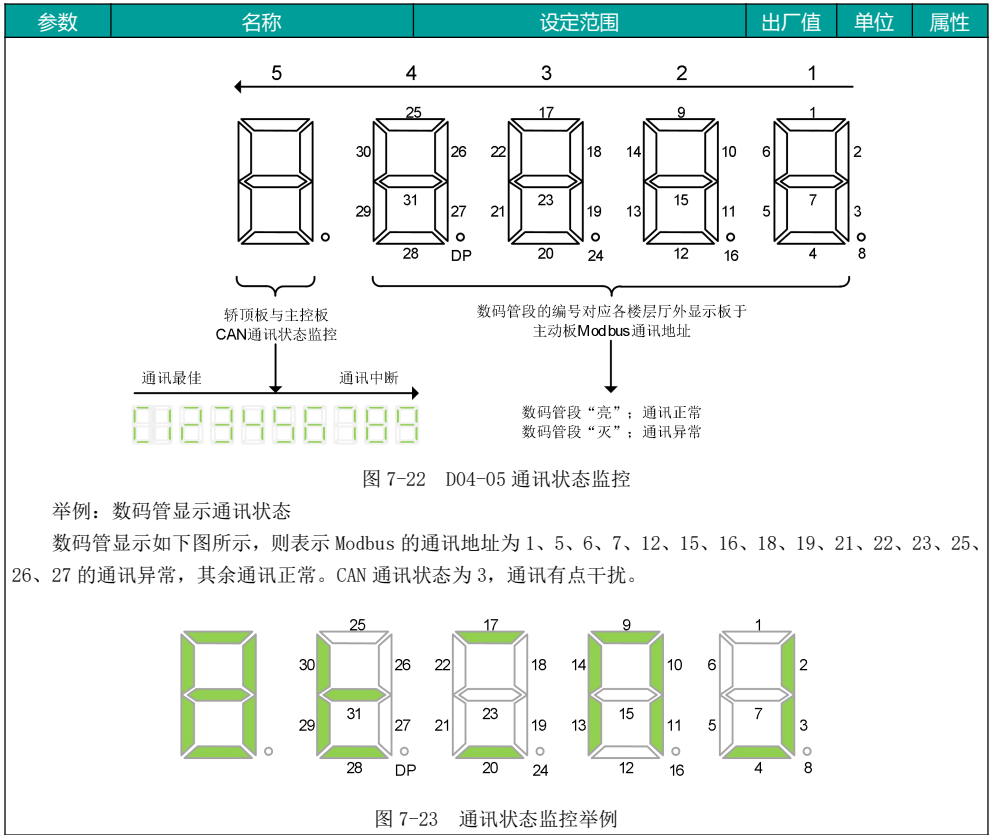 参数 名称 设定范围 出厂值 单位 属性
5 4 3 2 1
25 17 9 1
30 26 22 18 14 10 6 2
31 23 15 7
29 27 21 19 13 11 5 3
28 DP 20 24 12 16 4 8
轿顶板与主控板
CAN通讯状态监控
数码管段的编号对应各楼层厅外显示板于
主动板Modbus通讯地址
通讯最佳 通讯中断
数码管段“亮”；通讯正常
数码管段“灭”；通讯异常
图 7-22 D04-05 通讯状态监控
举例：数码管显示通讯状态
数码管显示如下图所示，则表示 Modbus 的通讯地址为 1、5、6、7、12、15、16、18、19、21、22、23、25、
26、27 的通讯异常，其余通讯正常。CAN 通讯状态为 3，通讯有点干扰。
25 17 9 1
30 26 22 18 14 10 6 2
31 23 15 7
29 27 21 19 13 11 5 3
28 DP 20 24 12 16 4 8
图 7-23 通讯状态监控举例